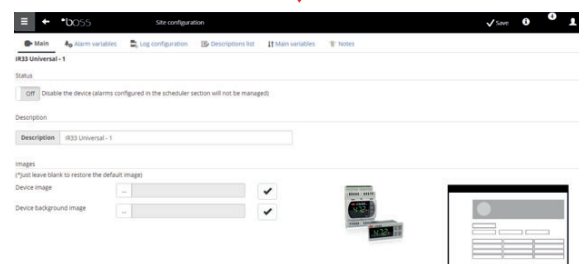 boss
Site configuration
Save
Main
Alarm variables
Log configuration
Descriptions list
Main variables
Notes
IR33 Universal - 1
Status
Off
Disable the device (alarms configured in the scheduler section will not be managed)
Description
Description
IR33 Universal - 1
Images
(*Just leave blank to restore the default image)
Device image
...
Device background image
...